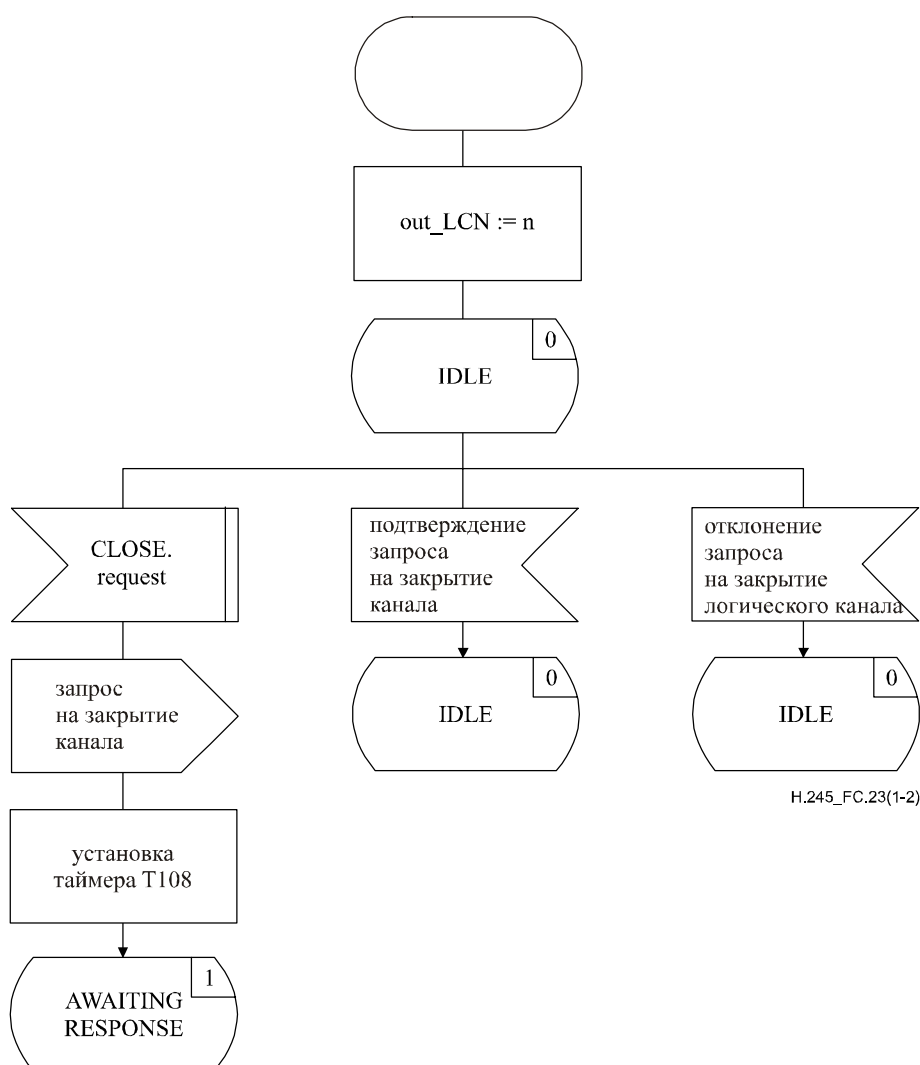 out_LCN := n
0
IDLE
CLOSE.
request
подтверждение
запроса
на закрытие
канала
отклонение
запроса
на закрытие
логического канала
запрос
на закрытие
канала
0
IDLE
0
IDLE
H.245_FC.23(1-2)
установка
таймера T108
1
AWAITING
RESPONSE